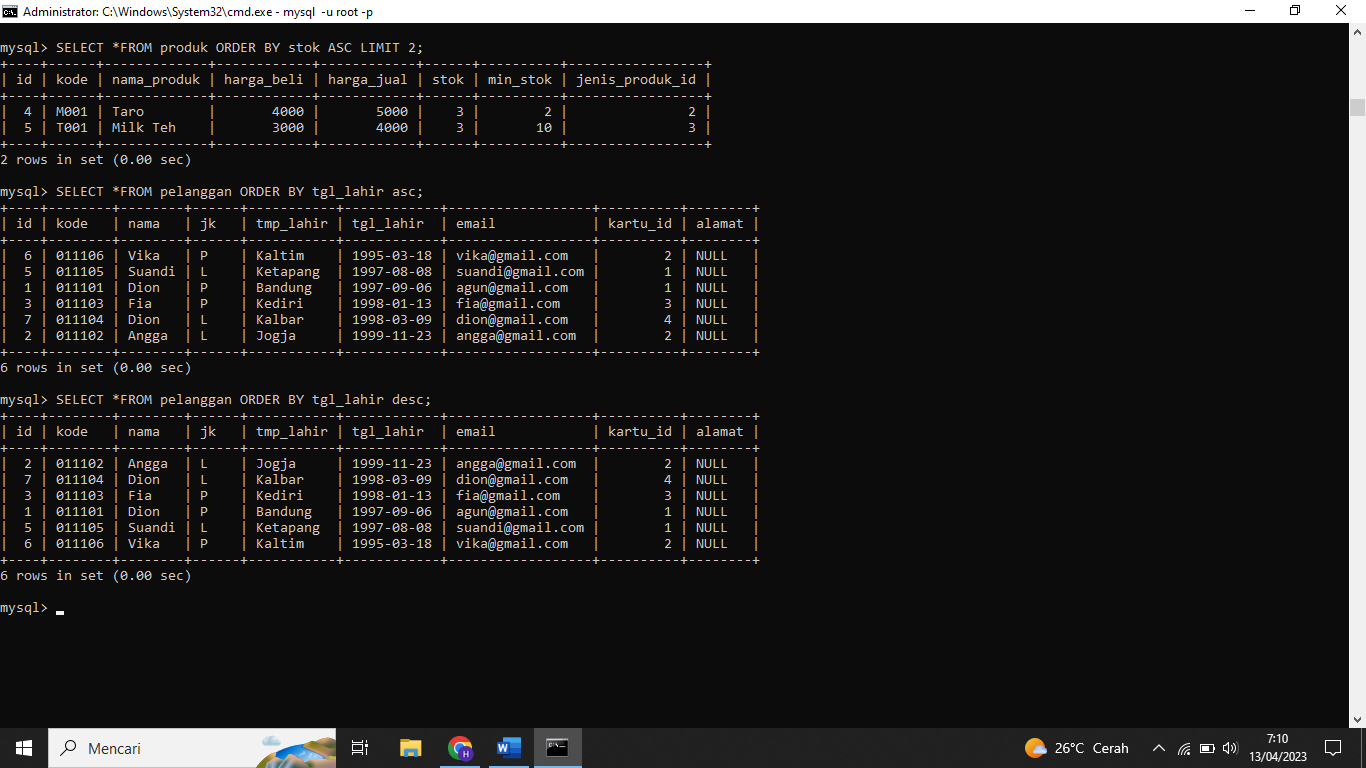 Administrator: C:\Windows\System32\cmd.exe - mysql  -u root -p
mysql> SELECT *FROM produk ORDER BY stok ASC LIMIT 2;
+----+------+-------------+------------+------------+------+----------+-----------------+
| id | kode | nama_produk | harga_beli | harga_jual | stok | min_stok | jenis_produk_id |
+----+------+-------------+------------+------------+------+----------+-----------------+
|  4 | M001 | Taro        |       4000 |       5000 |    3 |        2 |               2 |
|  5 | T001 | Milk Teh    |       3000 |       4000 |    3 |       10 |               3 |
+----+------+-------------+------------+------------+------+----------+-----------------+
2 rows in set (0.00 sec)
mysql> SELECT *FROM pelanggan ORDER BY tgl_lahir asc;
+----+--------+--------+------+-----------+------------+------------------+----------+--------+
| id | kode   | nama   | jk   | tmp_lahir | tgl_lahir  | email            | kartu_id | alamat |
+----+--------+--------+------+-----------+------------+------------------+----------+--------+
|  6 | 011106 | Vika   | P    | Kaltim    | 1995-03-18 | vika@gmail.com   |        2 | NULL   |
|  5 | 011105 | Suandi | L    | Ketapang  | 1997-08-08 | suandi@gmail.com |        1 | NULL   |
|  1 | 011101 | Dion   | P    | Bandung   | 1997-09-06 | agun@gmail.com   |        1 | NULL   |
|  3 | 011103 | Fia    | P    | Kediri    | 1998-01-13 | fia@gmail.com    |        3 | NULL   |
|  7 | 011104 | Dion   | L    | Kalbar    | 1998-03-09 | dion@gmail.com   |        4 | NULL   |
|  2 | 011102 | Angga  | L    | Jogja     | 1999-11-23 | angga@gmail.com  |        2 | NULL   |
+----+--------+--------+------+-----------+------------+------------------+----------+--------+
6 rows in set (0.00 sec)
mysql> SELECT *FROM pelanggan ORDER BY tgl_lahir desc;
+----+--------+--------+------+-----------+------------+------------------+----------+--------+
| id | kode   | nama   | jk   | tmp_lahir | tgl_lahir  | email            | kartu_id | alamat |
+----+--------+--------+------+-----------+------------+------------------+----------+--------+
|  2 | 011102 | Angga  | L    | Jogja     | 1999-11-23 | angga@gmail.com  |        2 | NULL   |
|  7 | 011104 | Dion   | L    | Kalbar    | 1998-03-09 | dion@gmail.com   |        4 | NULL   |
|  3 | 011103 | Fia    | P    | Kediri    | 1998-01-13 | fia@gmail.com    |        3 | NULL   |
|  1 | 011101 | Dion   | P    | Bandung   | 1997-09-06 | agun@gmail.com   |        1 | NULL   |
|  5 | 011105 | Suandi | L    | Ketapang  | 1997-08-08 | suandi@gmail.com |        1 | NULL   |
|  6 | 011106 | Vika   | P    | Kaltim    | 1995-03-18 | vika@gmail.com   |        2 | NULL   |
+----+--------+--------+------+-----------+------------+------------------+----------+--------+
6 rows in set (0.00 sec)
mysql>
Mencari
26°C  Cerah
7:10
13/04/2023